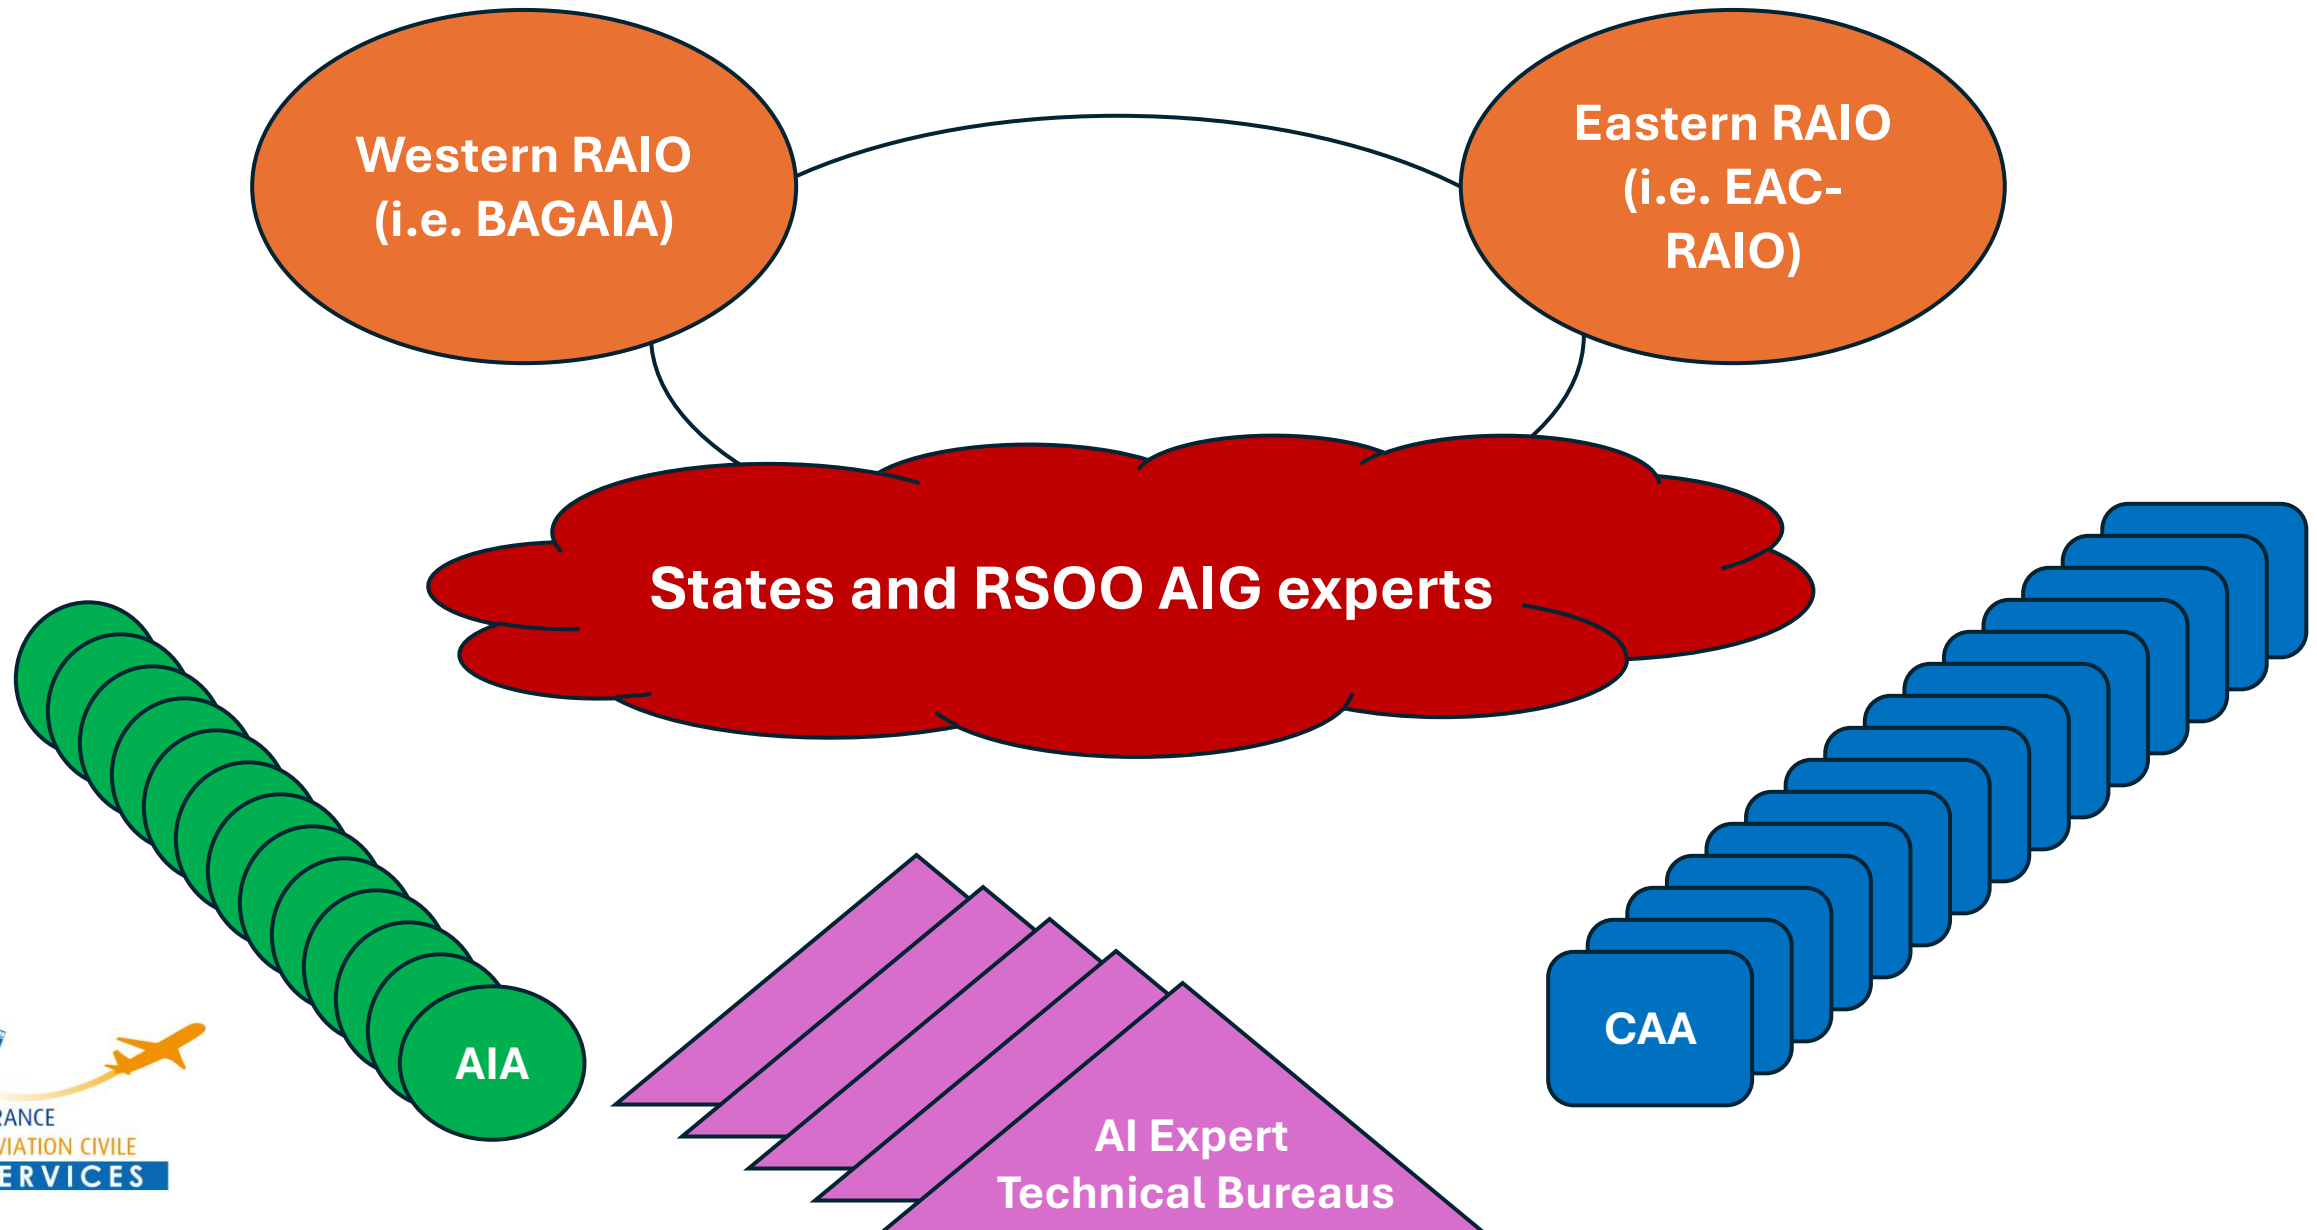 Western RAIO
(i.e. BAGAIA)
Eastern RAIO
(i.e. EAC-
RAIO)
States and RSOO AIG experts
AIA
CAA
AI Expert
Technical Bureaus
RANCE
VIATION CIVILE
ERVICES